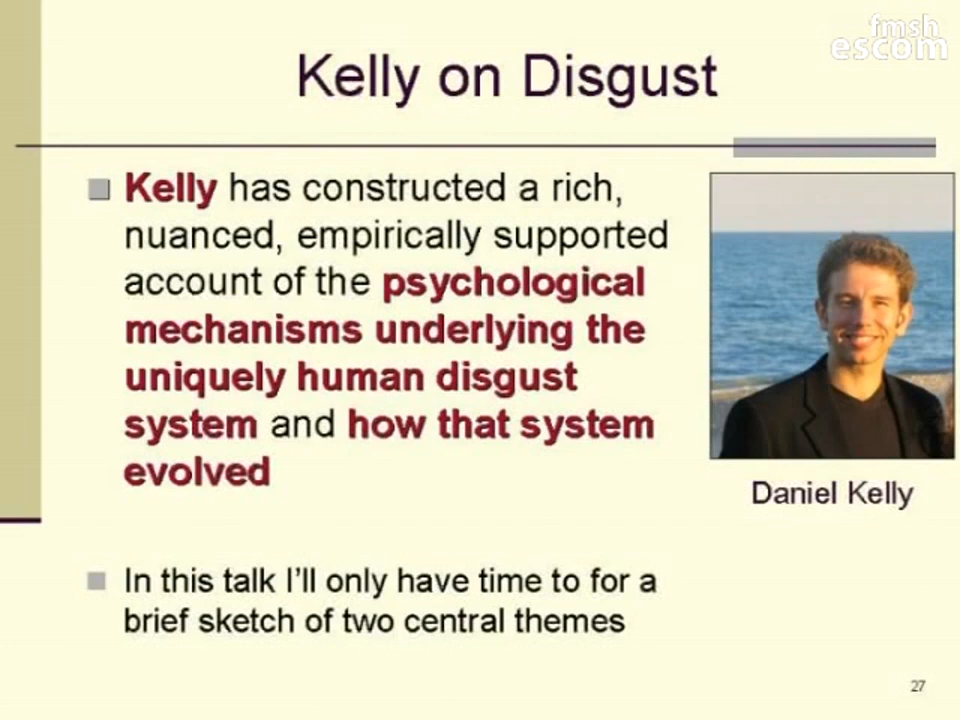 fmsh
escom
Kelly on Disgust
Kelly has constructed a rich,
nuanced, empirically supported
account of the psychological
mechanisms underlying the
uniquely human disgust
system and how that system
evolved
Daniel Kelly
In this talk I'll only have time to for a
brief sketch of two central themes
27